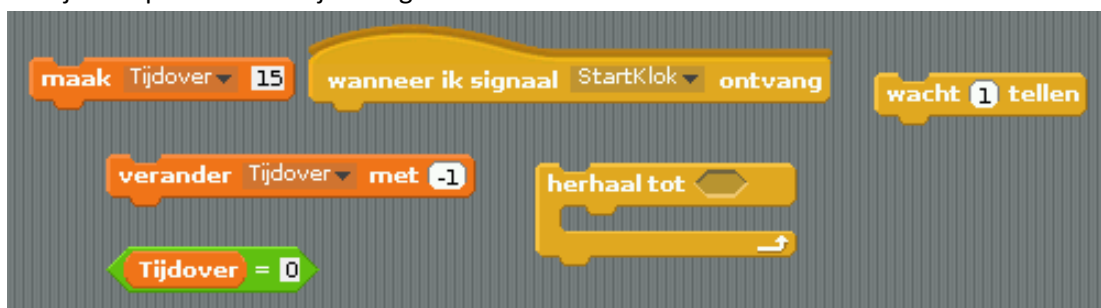 maak Tijdover 15
wanneer ik signaal StartKlok ontvang
wacht 1 tellen
verander Tijdover met -1
herhaal tot
Tijdover = 0